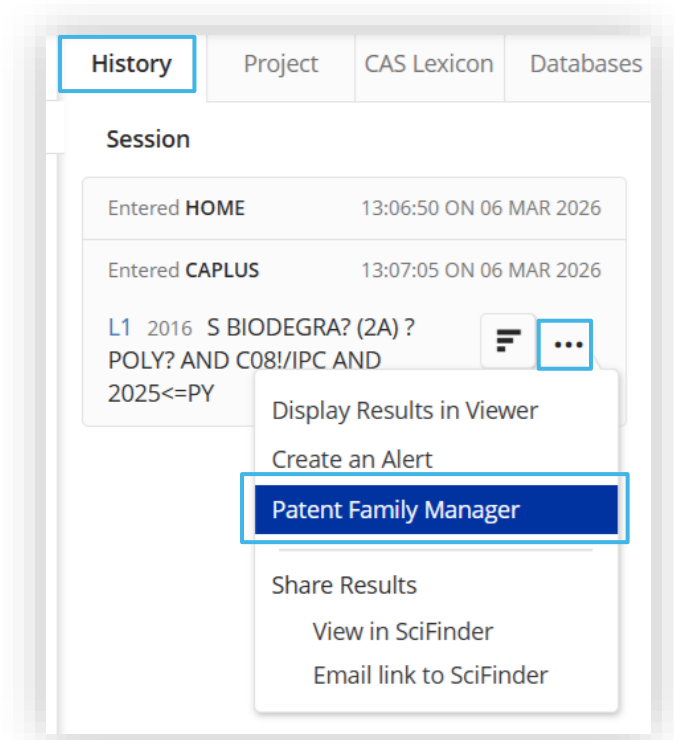 History Project CAS Lexicon Databases
Session
Entered HOME 13:06:50 ON 06 MAR 2026
Entered CAPLUS 13:07:05 ON 06 MAR 2026
L1 2016 S BIODEGRA? (2A) ?
POLY? AND C08!/IPC AND
2025<=PY
Display Results in Viewer
Create an Alert
Patent Family Manager
Share Results
View in SciFinder
Email link to SciFinder